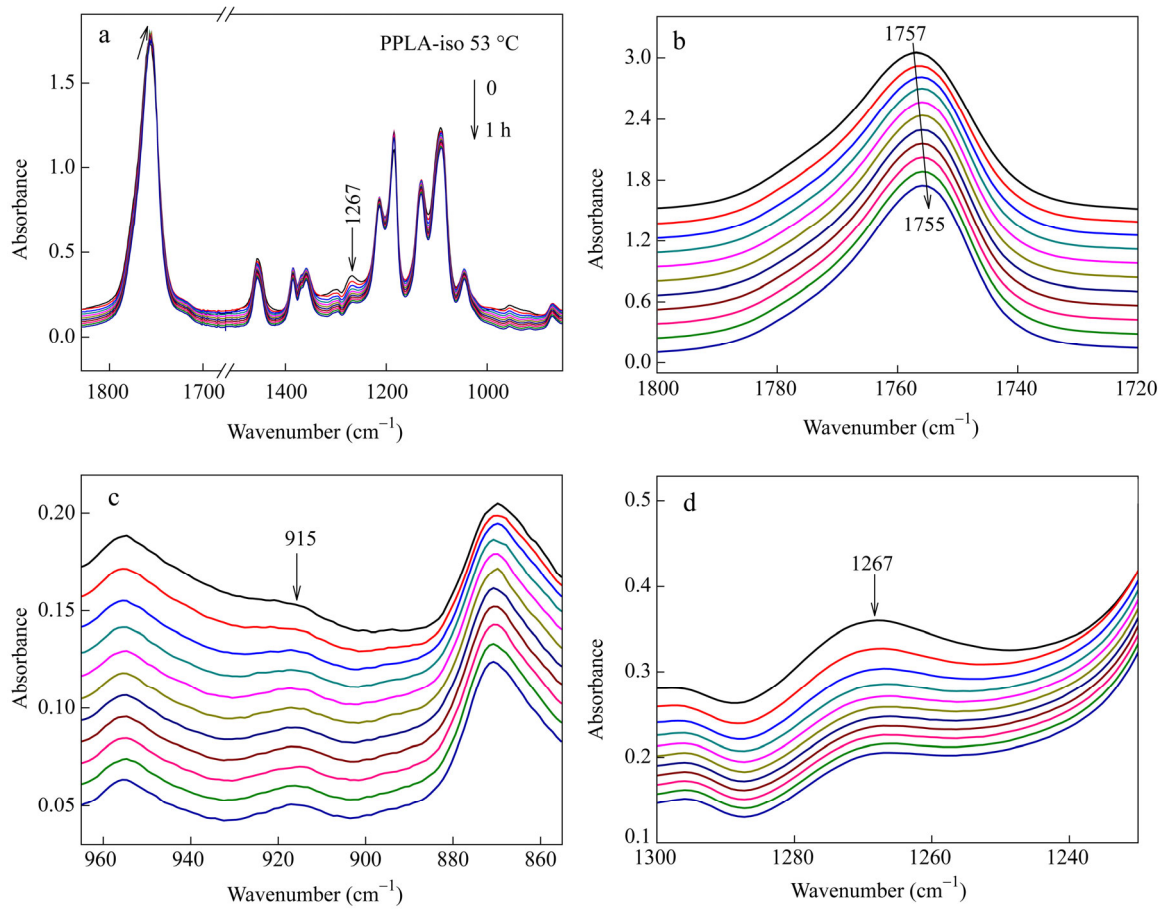 a
PPLA-iso 53 °C
0
1 h
1267
1.5
1.0
0.5
0.0
Absorbance
1800 1700 1400 1200 1000
Wavenumber (cm⁻¹)
b
1757
1755
3.0
2.4
1.8
1.2
0.6
0.0
Absorbance
1800 1780 1760 1740 1720
Wavenumber (cm⁻¹)
c
915
0.20
0.15
0.10
0.05
Absorbance
960 940 920 900 880 860
Wavenumber (cm⁻¹)
d
1267
0.5
0.4
0.3
0.2
0.1
Absorbance
1300 1280 1260 1240
Wavenumber (cm⁻¹)